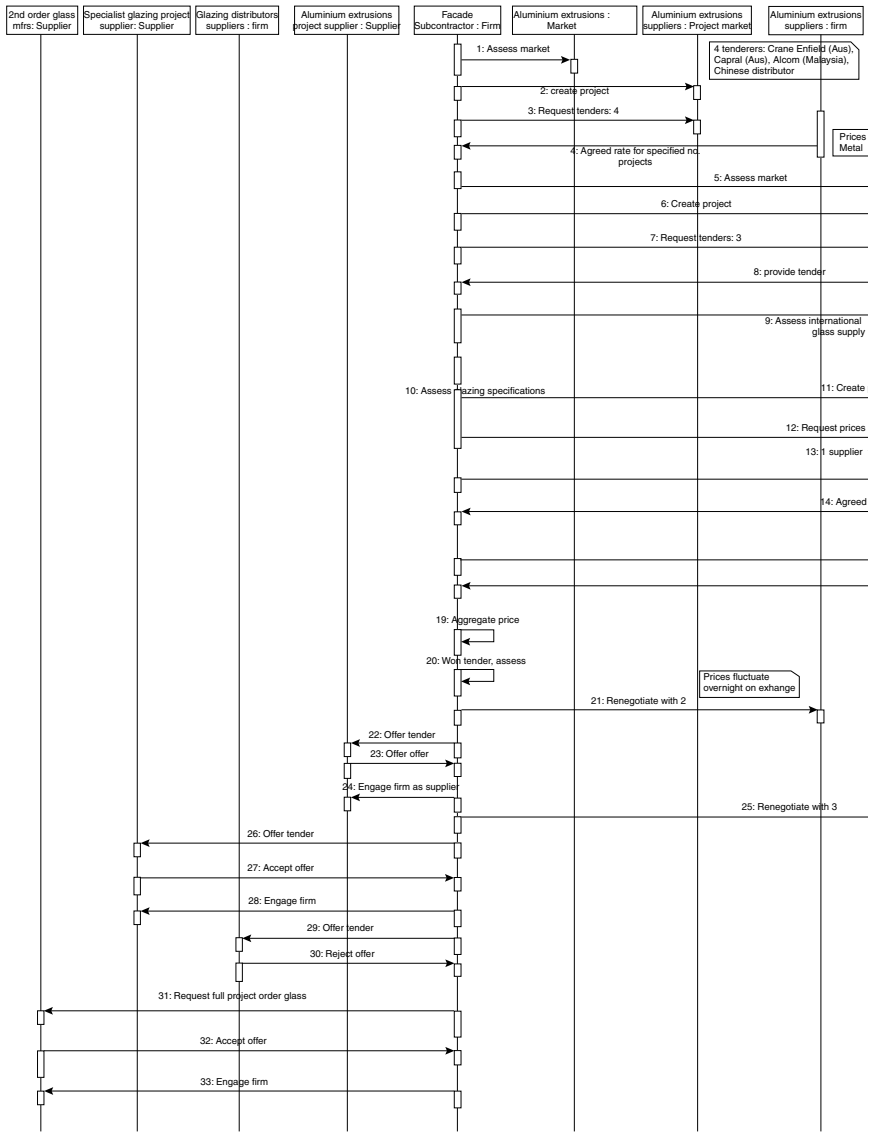 2nd order glass
mfrs: Supplier
Specialist glazing project
supplier: Supplier
Glazing distributors
suppliers : firm
Aluminium extrusions
project supplier : Supplier
Facade
Subcontractor : Firm
Aluminium extrusions :
Market
Aluminium extrusions
suppliers : Project market
Aluminium extrusions
suppliers : firm
1: Assess market
4 tenderers: Crane Enfield (Aus),
Capral (Aus), Alcom (Malaysia),
Chinese distributor
2: create project
3: Request tenders: 4
Prices
Metal
4: Agreed rate for specified no.
projects
5: Assess market
6: Create project
7: Request tenders: 3
8: provide tender
9: Assess international
glass supply
10: Assess glazing specifications
11: Create
12: Request prices
13: 1 supplier
14: Agreed
19: Aggregate price
20: Won tender, assess
Prices fluctuate
overnight on exhange
21: Renegotiate with 2
22: Offer tender
23: Offer offer
24: Engage firm as supplier
25: Renegotiate with 3
26: Offer tender
27: Accept offer
28: Engage firm
29: Offer tender
30: Reject offer
31: Request full project order glass
32: Accept offer
33: Engage firm